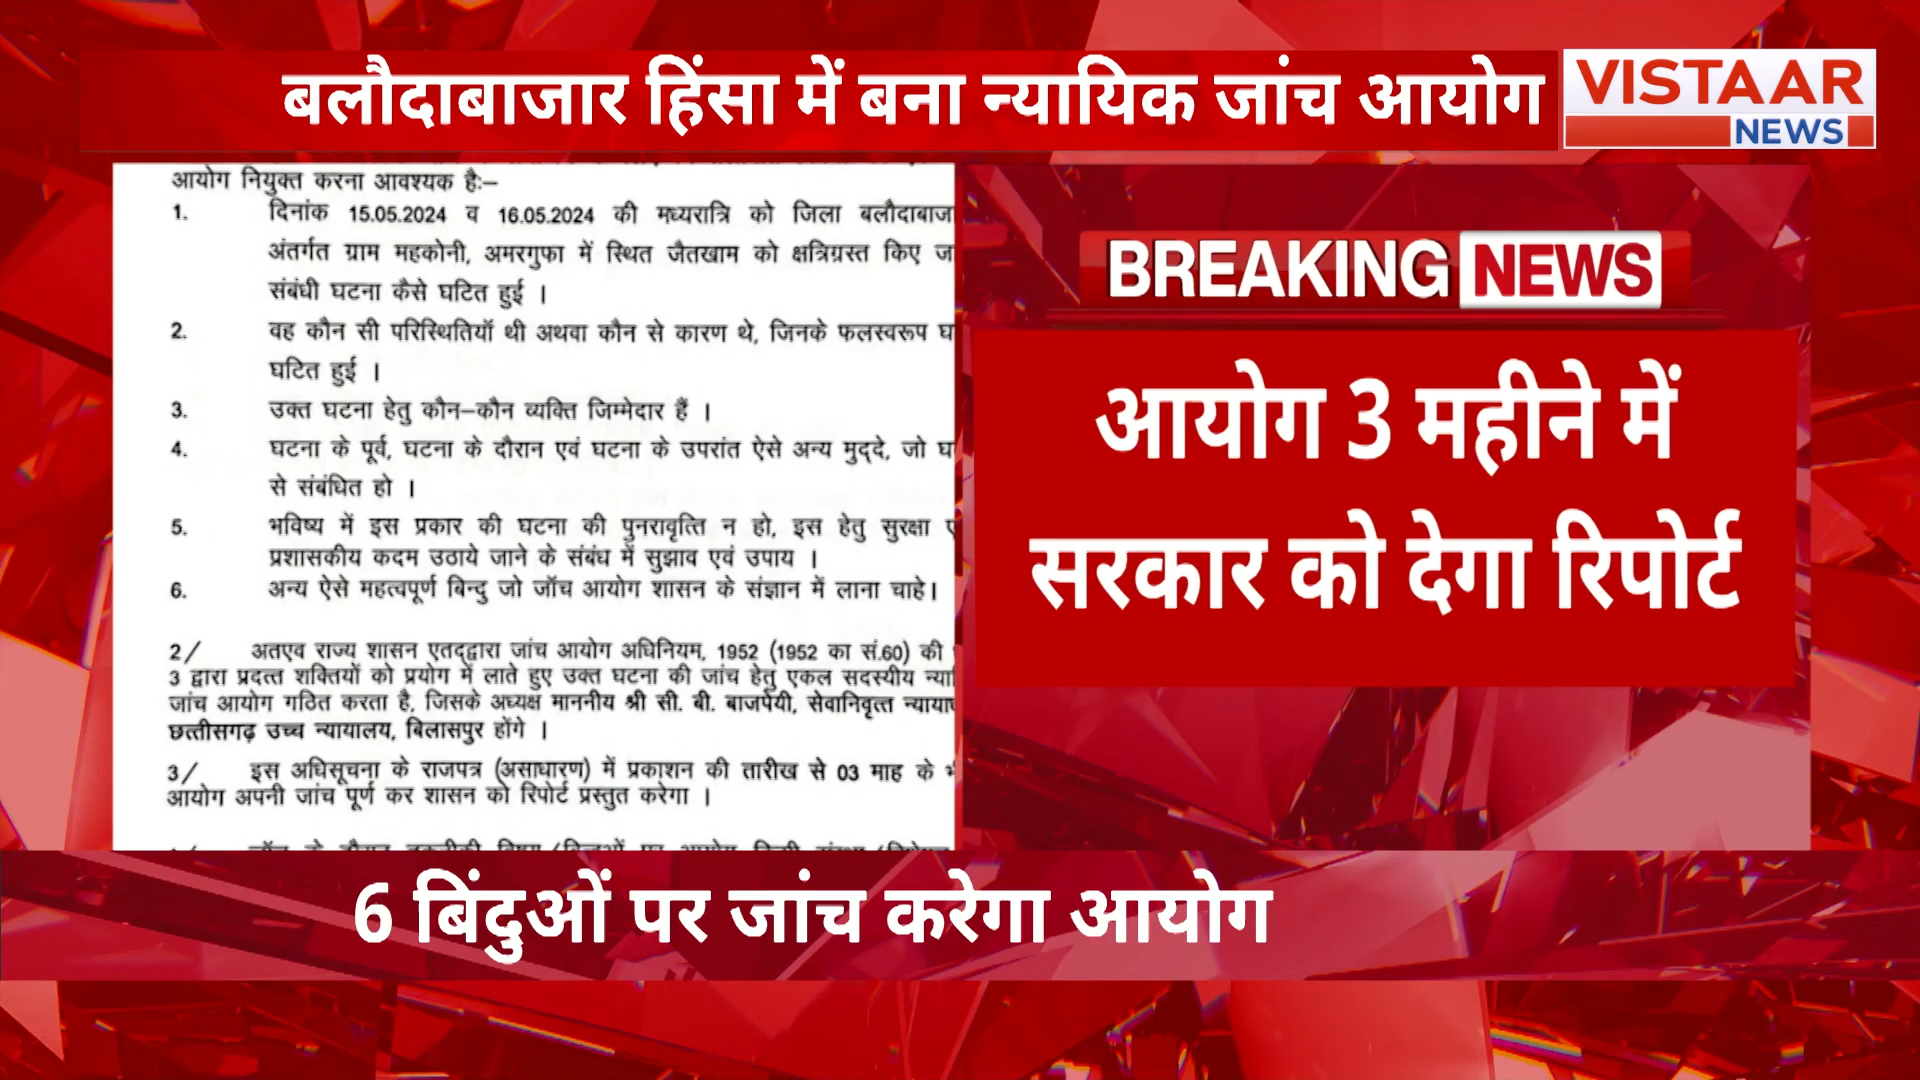 बलौदाबाजार हिंसा में बना न्यायिक जांच आयोग
VISTAAR
NEWS
आयोग नियुक्त करना आवश्यक है:–
1. दिनांक 15.05.2024 व 16.05.2024 की मध्यरात्रि को जिला बलौदाबाजा
अंतर्गत ग्राम महकोनी, अमरगुफा में स्थित जैतखाम को क्षत्रिग्रस्त किए जा
संबंधी घटना कैसे घटित हुई ।
2. वह कौन सी परिस्थितियॉ थी अथवा कौन से कारण थे, जिनके फलस्वरूप घ
घटित हुई ।
3. उक्त घटना हेतु कौन–कौन व्यक्ति जिम्मेदार हैं ।
4. घटना के पूर्व, घटना के दौरान एवं घटना के उपरांत ऐसे अन्य मुद्दे, जो घ
से संबंधित हो ।
5. भविष्य में इस प्रकार की घटना की पुनरावृत्ति न हो, इस हेतु सुरक्षा ए
प्रशासकीय कदम उठाये जाने के संबंध में सुझाव एवं उपाय ।
6. अन्य ऐसे महत्वपूर्ण बिन्दु जो जॉच आयोग शासन के संज्ञान में लाना चाहे।
2/ अतएव राज्य शासन एतद्द्वारा जांच आयोग अधिनियम, 1952 (1952 का सं.60) की
3 द्वारा प्रदत्त शक्तियों को प्रयोग में लाते हुए उक्त घटना की जांच हेतु एकल सदस्यीय न्या
जांच आयोग गठित करता है, जिसके अध्यक्ष माननीय श्री सी. बी. बाजपेयी, सेवानिवृत्त न्याया
छत्तीसगढ़ उच्च न्यायालय, बिलासपुर होंगे ।
3/ इस अधिसूचना के राजपत्र (असाधारण) में प्रकाशन की तारीख से 03 माह के
आयोग अपनी जांच पूर्ण कर शासन को रिपोर्ट प्रस्तुत करेगा ।
BREAKING NEWS
आयोग 3 महीने में
सरकार को देगा रिपोर्ट
6 बिंदुओं पर जांच करेगा आयोग